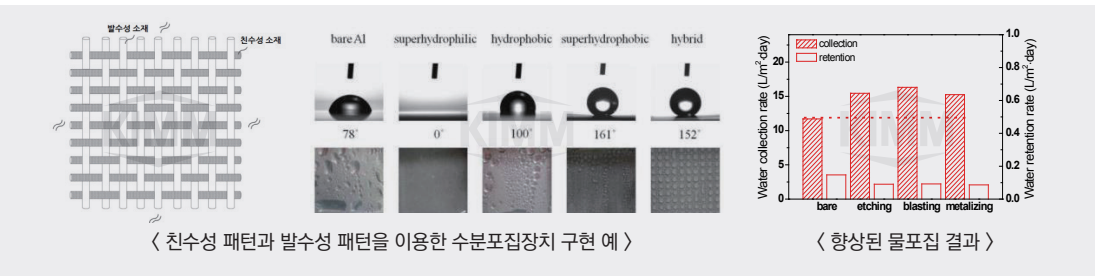 발수성 소재
친수성 소재
bare Al superhydrophilic hydrophobic superhydrophobic hybrid
78° 0° 100° 161° 152°
KIMM
KIMM
〈 친수성 패턴과 발수성 패턴을 이용한 수분포집장치 구현 예 〉
Water collection rate (L/m²·day)
20
15
10
5
0
collection
retention
KIMM
bare etching blasting metalizing
1.0
0.8
0.6
0.4
0.2
0.0
Water retention rate (L/m²·day)
〈 향상된 물포집 결과 〉